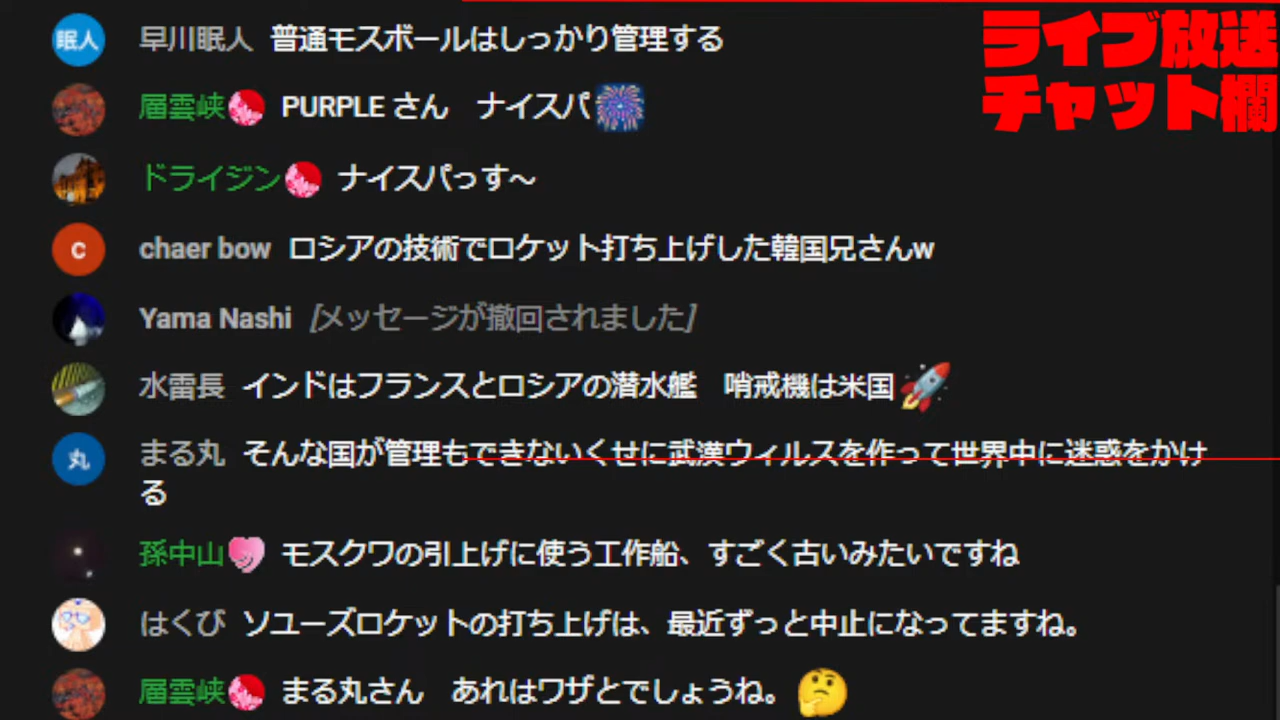 ライブ放送
チャット欄
眠人 早川眠人 普通モスボールはしっかり管理する
層雲峡 PURPLE さん ナイスパ
ドライジン ナイスパっす～
C chaer bow ロシアの技術でロケット打ち上げした韓国兄さんw
Yama Nashi [メッセージが撤回されました]
水雷長 インドはフランスとロシアの潜水艦 哨戒機は米国
丸 まる丸 そんな国が管理もできないくせに武漢ウィルスを作って世界中に迷惑をかけ
る
孫中山 モスクワの引上げに使う工作船、すごく古いみたいですね
はくび ソユーズロケットの打ち上げは、最近ずっと中止になってますね。
層雲峡 まる丸さん あれはワザとでしょうね。